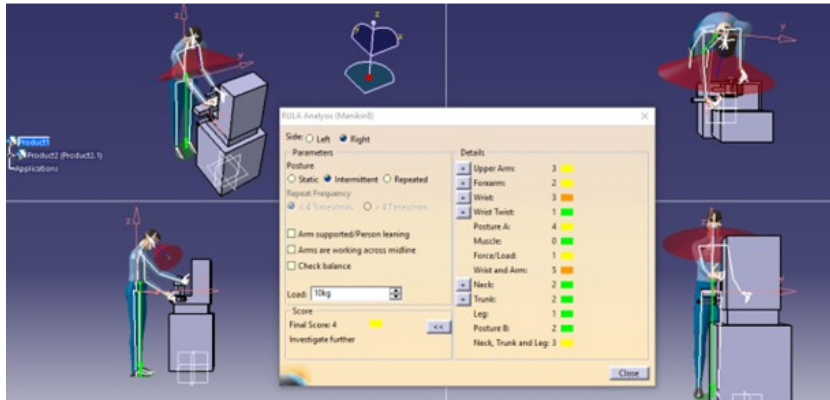 z
y
z
y
x
y
Product1
Product2 (Product2.1)
Applications
RULA Analysis (Manikin8)
Side: Left Right
Parameters
Posture
Static Intermittent Repeated
Repeat Frequency
< 4 Times/min. > 4 Times/min.
Arm supported/Person leaning
Arms are working across midline
Check balance
Load: 10kg
Score
Final Score: 4
Investigate further
<<
Details
+ Upper Arm: 3
+ Forearm: 2
+ Wrist: 3
+ Wrist Twist: 1
Posture A: 4
Muscle: 0
Force/Load: 1
Wrist and Arm: 5
+ Neck: 2
+ Trunk: 2
Leg: 1
Posture B: 2
Neck, Trunk and Leg: 3
Close
z
y
z